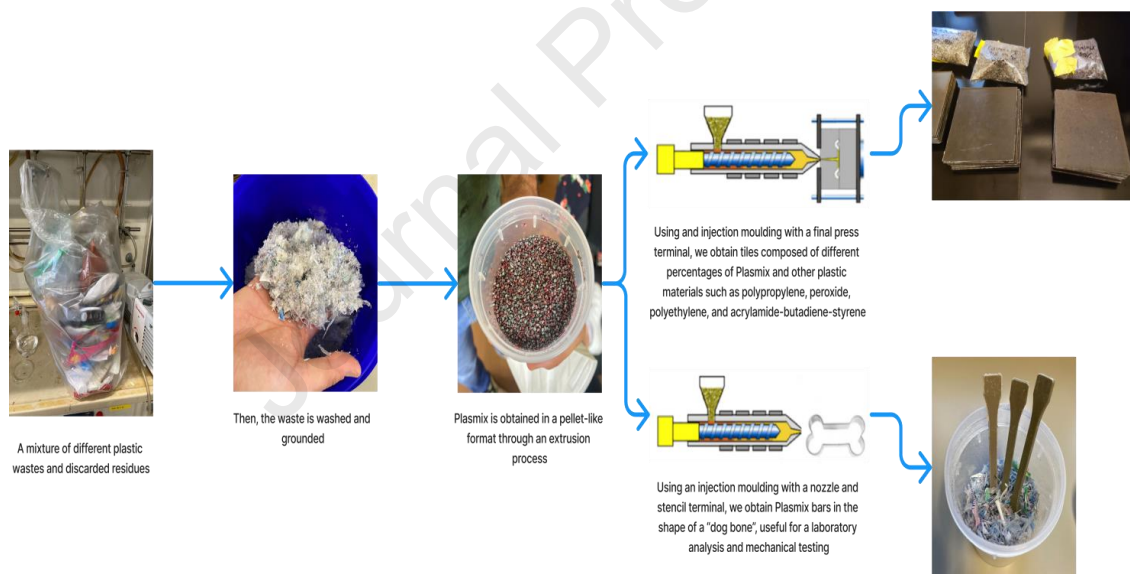 A mixture of different plastic
wastes and discarded residues
Then, the waste is washed and
grounded
Plasmix is obtained in a pellet-like
format through an extrusion
process
Using and injection moulding with a final press
terminal, we obtain tiles composed of different
percentages of Plasmix and other plastic
materials such as polypropylene, peroxide,
polyethylene, and acrylamide-butadiene-styrene
Using an injection moulding with a nozzle and
stencil terminal, we obtain Plasmix bars in the
shape of a “dog bone”, useful for a laboratory
analysis and mechanical testing